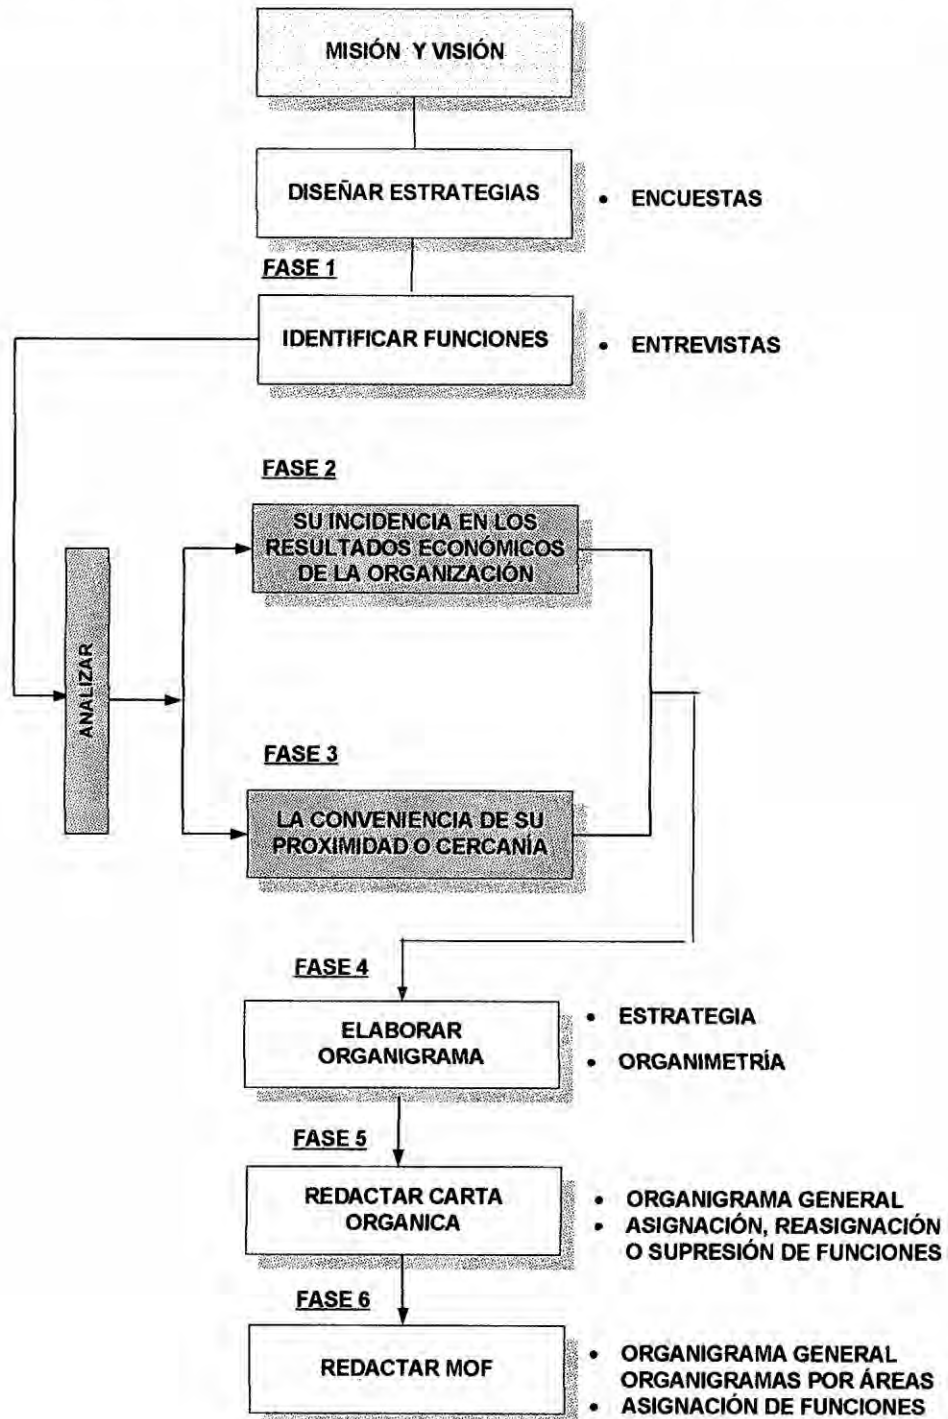 MISIÓN Y VISIÓN
DISEÑAR ESTRATEGIAS
• ENCUESTAS
FASE 1
IDENTIFICAR FUNCIONES
• ENTREVISTAS
FASE 2
SU INCIDENCIA EN LOS
RESULTADOS ECONÓMICOS
DE LA ORGANIZACIÓN
ANALIZAR
FASE 3
LA CONVENIENCIA DE SU
PROXIMIDAD O CERCANÍA
FASE 4
ELABORAR
ORGANIGRAMA
• ESTRATEGIA
• ORGANIMETRÍA
FASE 5
REDACTAR CARTA
ORGANICA
• ORGANIGRAMA GENERAL
• ASIGNACIÓN, REASIGNACIÓN
O SUPRESIÓN DE FUNCIONES
FASE 6
REDACTAR MOF
• ORGANIGRAMA GENERAL
ORGANIGRAMAS POR ÁREAS
• ASIGNACIÓN DE FUNCIONES